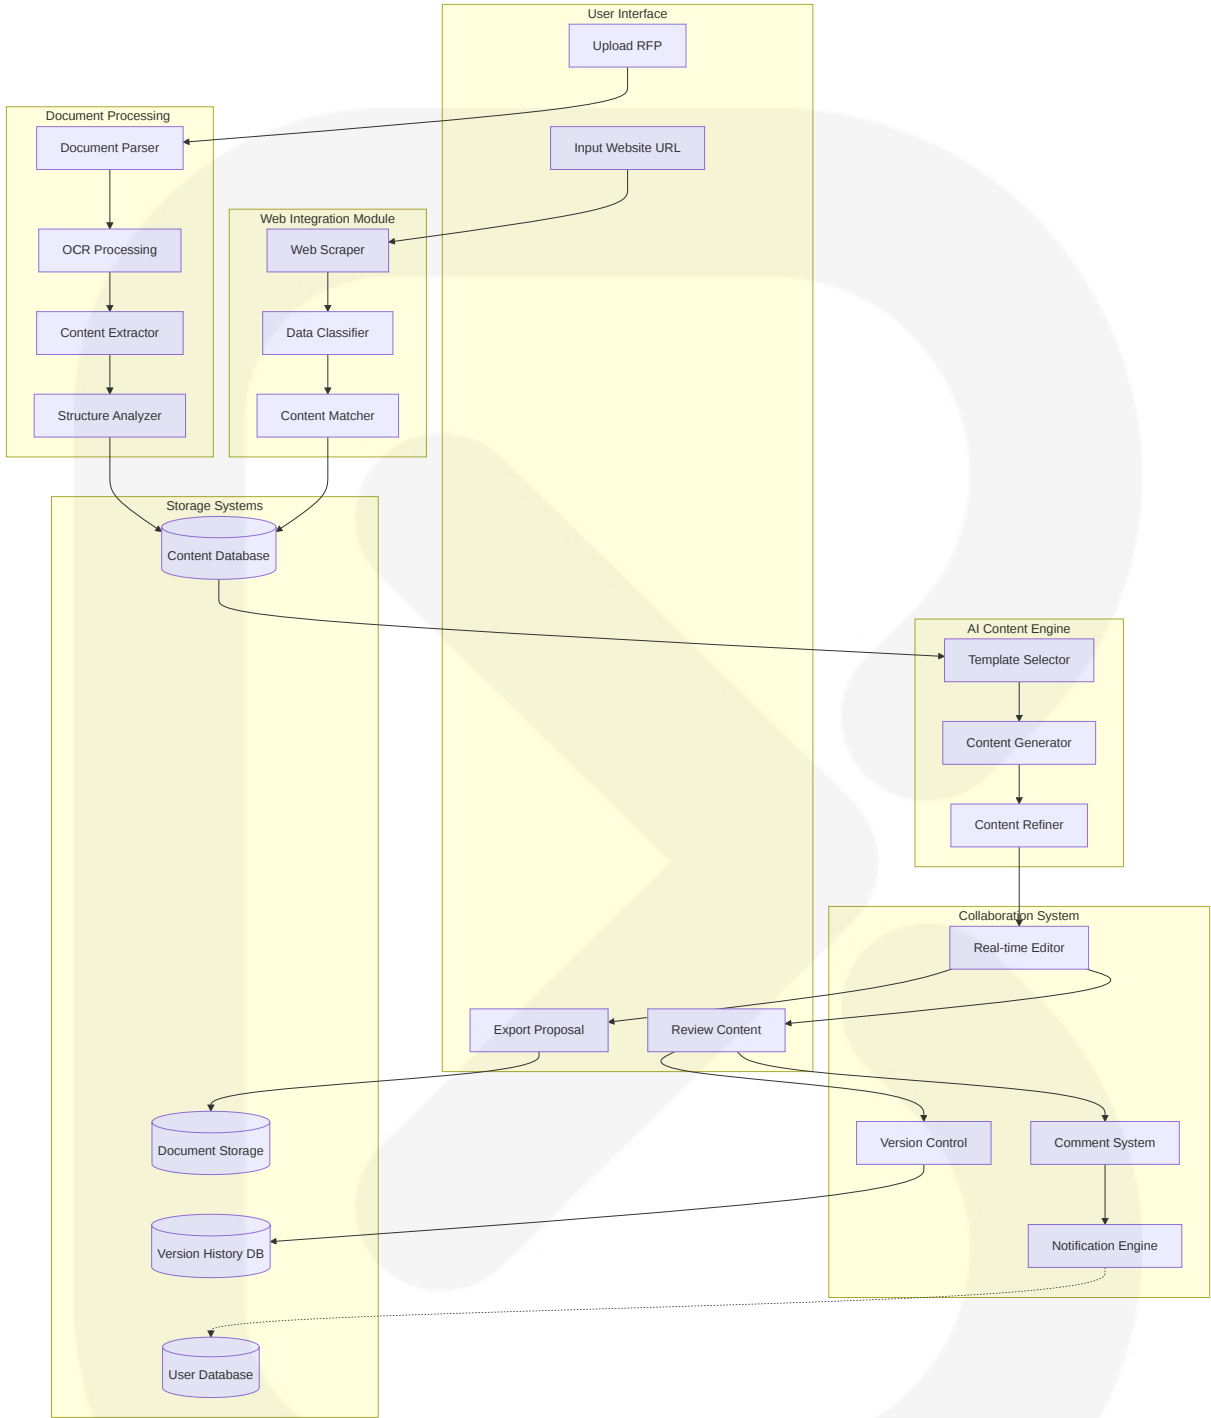 User Interface
Upload RFP
Document Processing
Document Parser
Input Website URL
Web Integration Module
OCR Processing
Web Scraper
Content Extractor
Data Classifier
Structure Analyzer
Content Matcher
Storage Systems
Content Database
AI Content Engine
Template Selector
Content Generator
Content Refiner
Collaboration System
Real-time Editor
Export Proposal
Review Content
Document Storage
Version Control
Comment System
Version History DB
Notification Engine
User Database